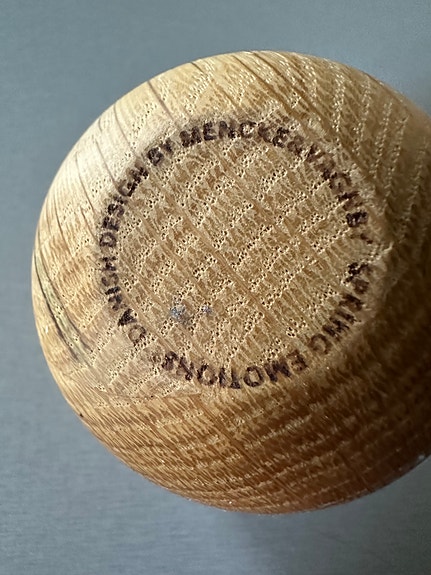 DANISH DESIGN BY MENCKE&VAGNBY · SPRING EMOTIONS ·